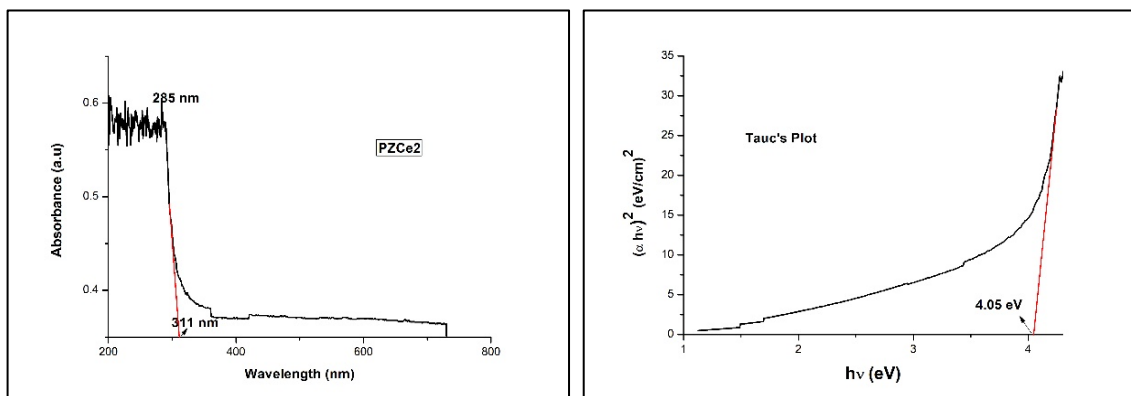 285 nm
0.6
PZCe2
0.5
Absorbance (a.u)
0.4
311 nm
200
400
600
800
Wavelength (nm)
35
30
Tauc's Plot
25
20
(α hν)² (eV/cm)²
15
10
5
4.05 eV
0
1
2
3
4
hν (eV)